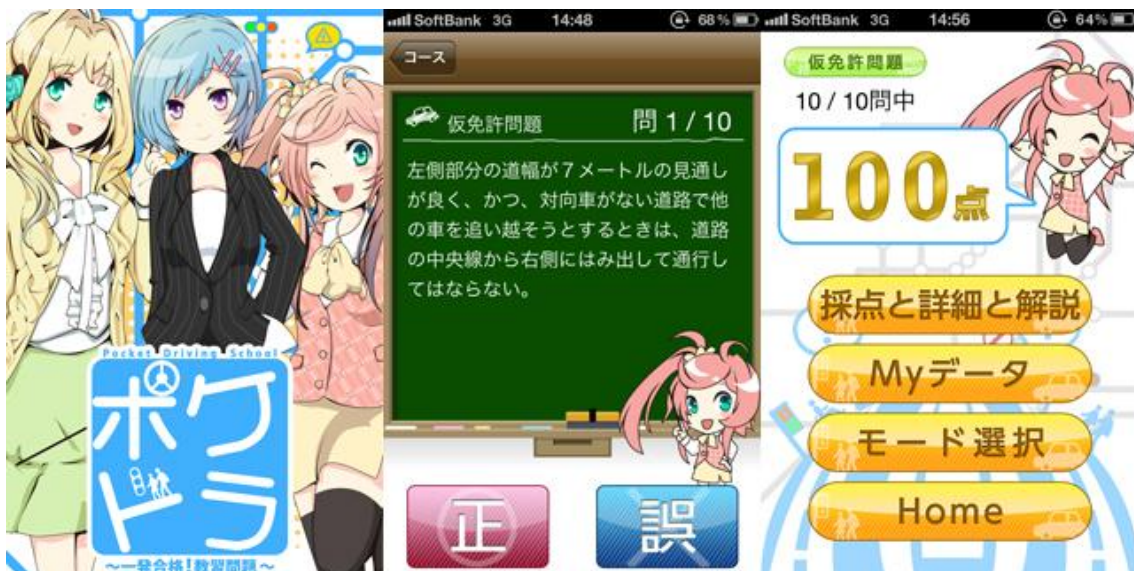 Pocket Driving School
ポケドラ
～一発合格!教習問題～
SoftBank 3G 14:48 68%
コース
仮免許問題 問 1 / 10
左側部分の道幅が7メートルの見通し
が良く、かつ、対向車がない道路で他
の車を追い越そうとするときは、道路
の中央線から右側にはみ出して通行し
てはならない。
正
誤
SoftBank 3G 14:56 64%
仮免許問題
10 / 10問中
100点
採点と詳細と解説
Myデータ
モード選択
Home